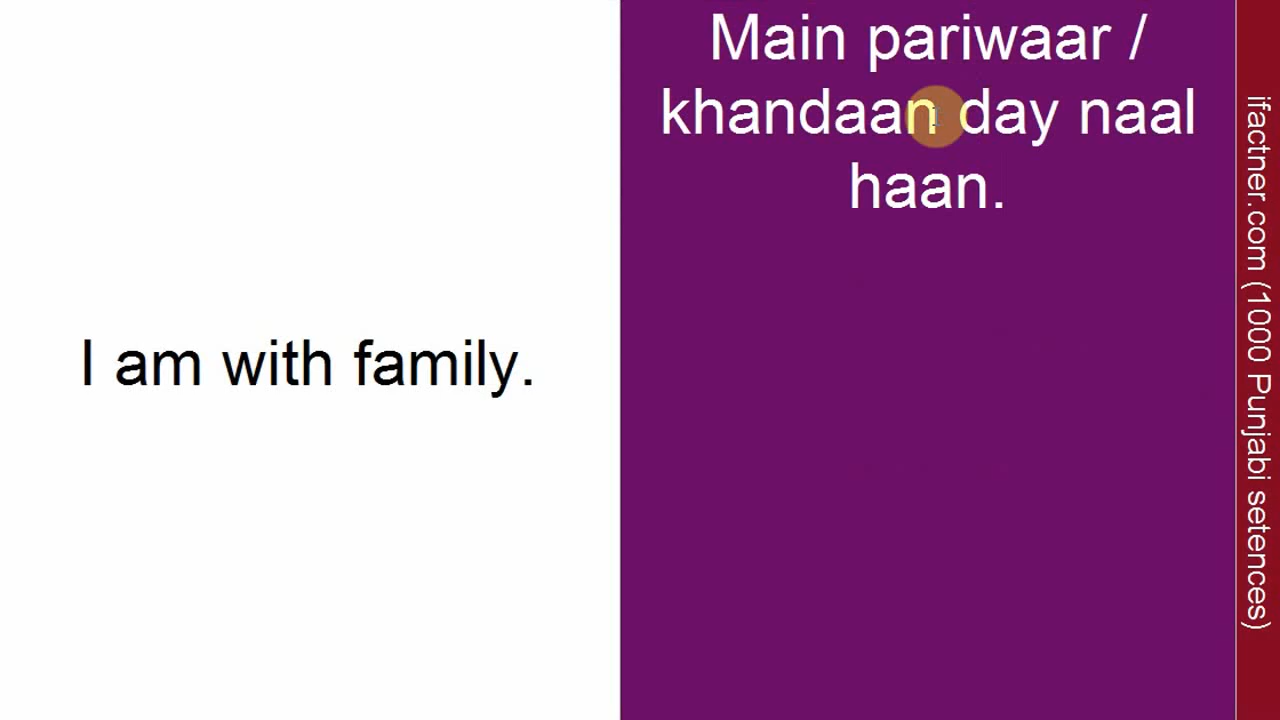 I am with family.
Main pariwaar /
khandaan day naal
haan.
ifactner.com (1000 Punjabi setences)